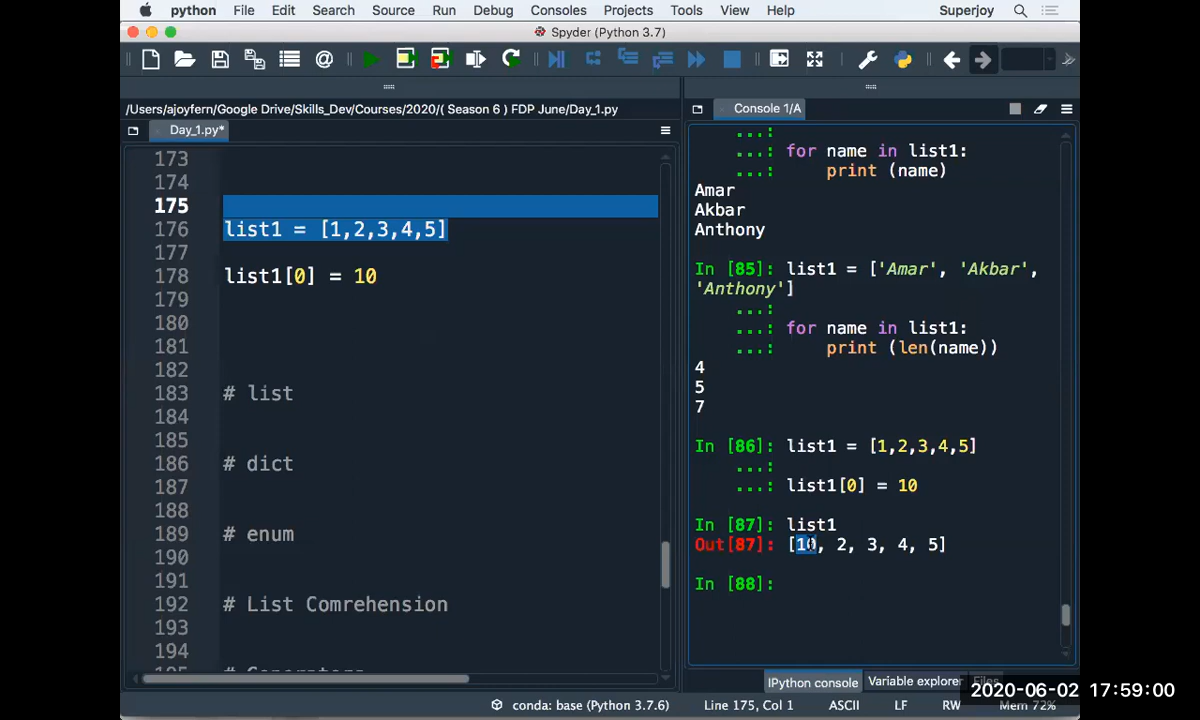 python File Edit Search Source Run Debug Consoles Projects Tools View Help Superjoy
Spyder (Python 3.7)
/Users/ajoyfern/Google Drive/Skills_Dev/Courses/2020/( Season 6 ) FDP June/Day_1.py
Day_1.py*
173
174
175
176 list1 = [1,2,3,4,5]
177
178 list1[0] = 10
179
180
181
182
183 # list
184
185
186 # dict
187
188
189 # enum
190
191
192 # List Comrehension
193
194
Console 1/A
...:
...: for name in list1:
...: print (name)
Amar
Akbar
Anthony
In [85]: list1 = ['Amar', 'Akbar',
'Anthony']
...:
...: for name in list1:
...: print (len(name))
4
5
7
In [86]: list1 = [1,2,3,4,5]
...:
...: list1[0] = 10
In [87]: list1
Out[87]: [10, 2, 3, 4, 5]
In [88]:
IPython console Variable explorer Files
2020-06-02 17:59:00
conda: base (Python 3.7.6) Line 175, Col 1 ASCII LF RW Mem 72%